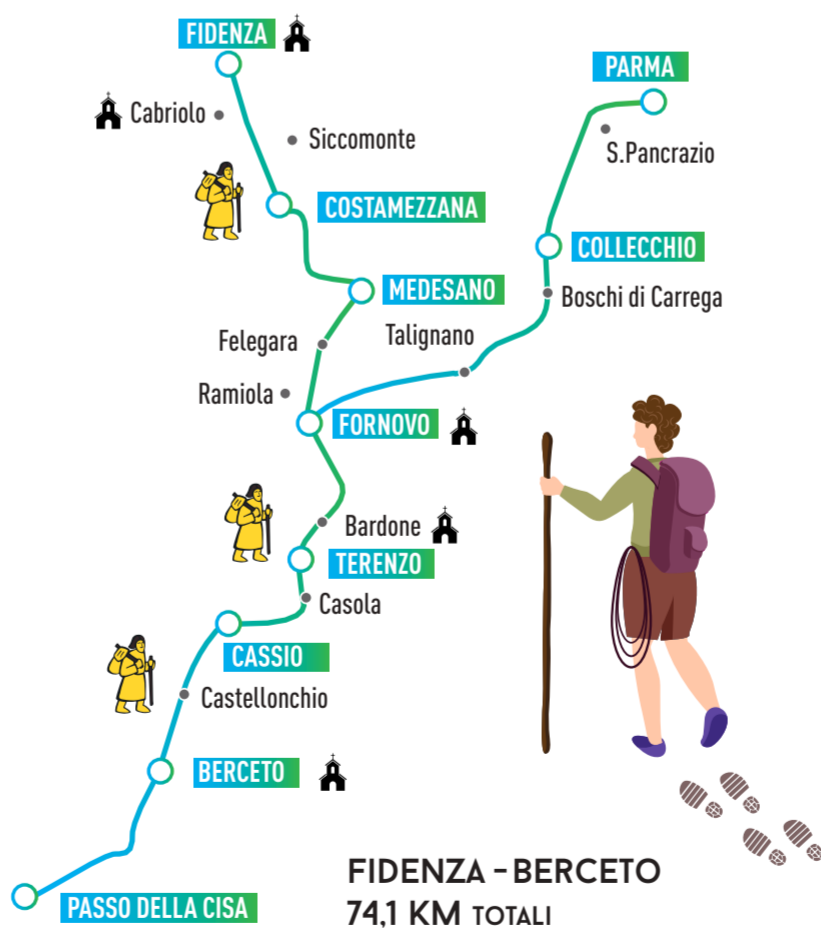 FIDENZA
PARMA
Cabriolo
Siccomonte
S.Pancrazio
COSTAMEZZANA
COLLECCHIO
MEDESANO
Boschi di Carrega
Felegara
Talignano
Ramiola
FORNOVO
Bardone
TERENZO
Casola
CASSIO
Castellonchio
BERCETO
PASSO DELLA CISA
FIDENZA - BERCETO
74,1 KM TOTALI